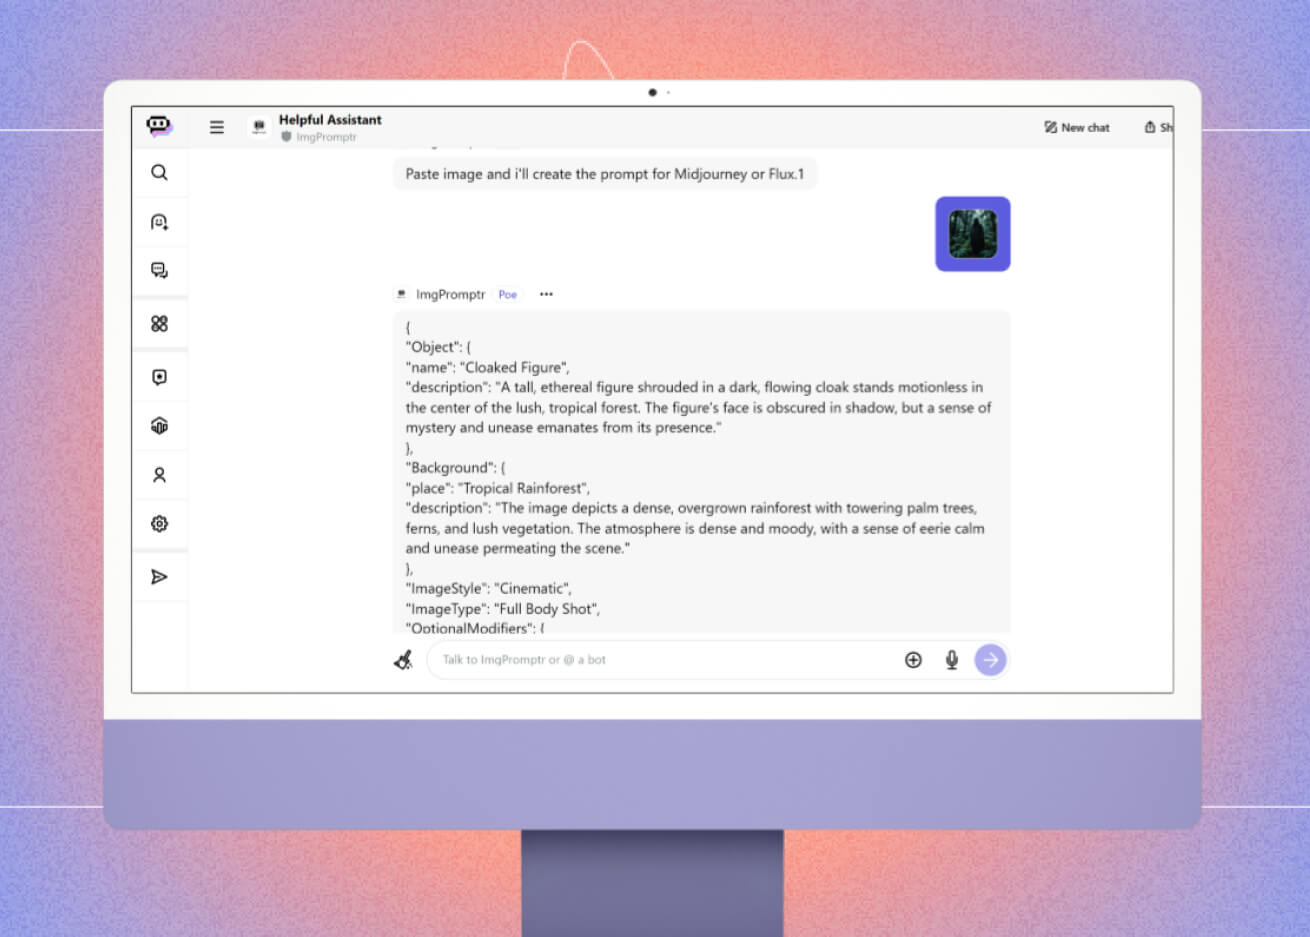 Helpful Assistant
ImgPromptr
New chat
Sh
Paste image and i'll create the prompt for Midjourney or Flux.1
ImgPromptr Poe
{
"Object": {
"name": "Cloaked Figure",
"description": "A tall, ethereal figure shrouded in a dark, flowing cloak stands motionless in
the center of the lush, tropical forest. The figure's face is obscured in shadow, but a sense of
mystery and unease emanates from its presence."
},
"Background": {
"place": "Tropical Rainforest",
"description": "The image depicts a dense, overgrown rainforest with towering palm trees,
ferns, and lush vegetation. The atmosphere is dense and moody, with a sense of eerie calm
and unease permeating the scene."
},
"ImageStyle": "Cinematic",
"ImageType": "Full Body Shot",
"OptionalModifiers": {
Talk to ImgPromptr or @ a bot